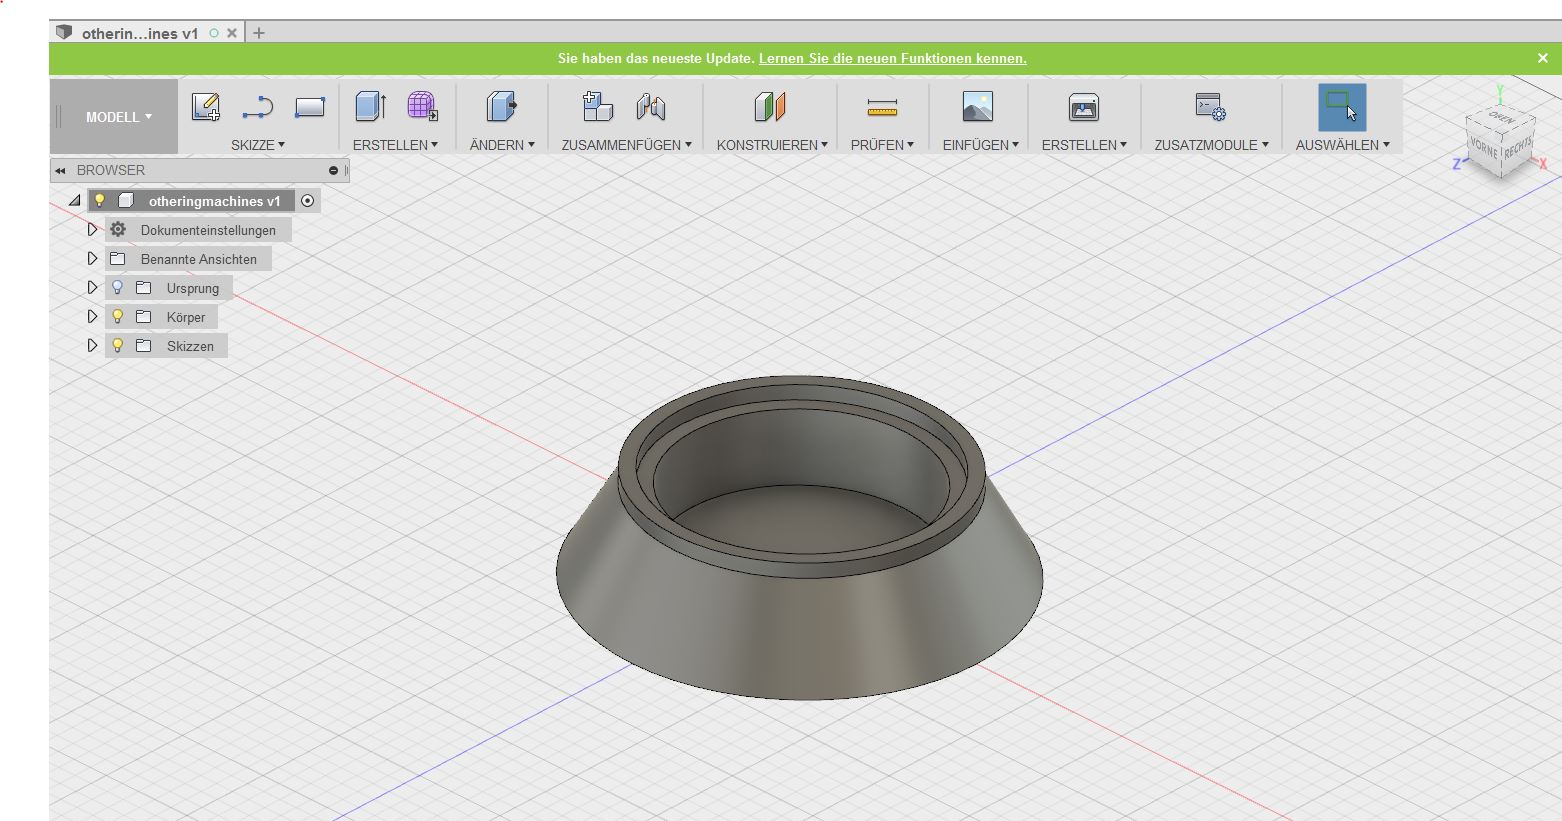 otherin...ines v1
Sie haben das neueste Update. Lernen Sie die neuen Funktionen kennen.
MODELL
SKIZZE
ERSTELLEN
ÄNDERN
ZUSAMMENFÜGEN
KONSTRUIEREN
PRÜFEN
EINFÜGEN
ERSTELLEN
ZUSATZMODULE
AUSWÄHLEN
Y
OBEN
VORNE
RECHTS
Z
X
BROWSER
otheringmachines v1
Dokumenteinstellungen
Benannte Ansichten
Ursprung
Körper
Skizzen